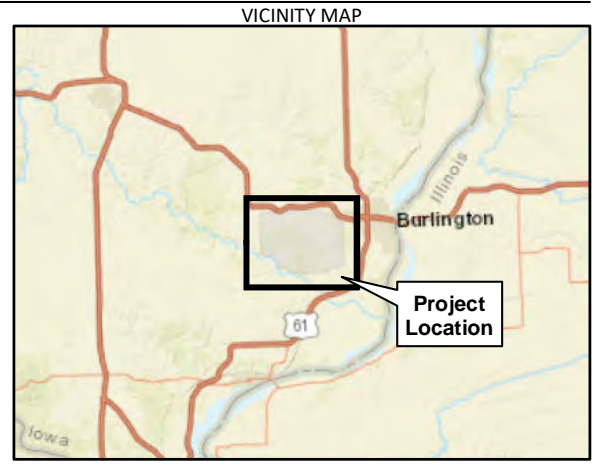 VICINITY MAP
Illinois
Burlington
Project
Location
61
Iowa